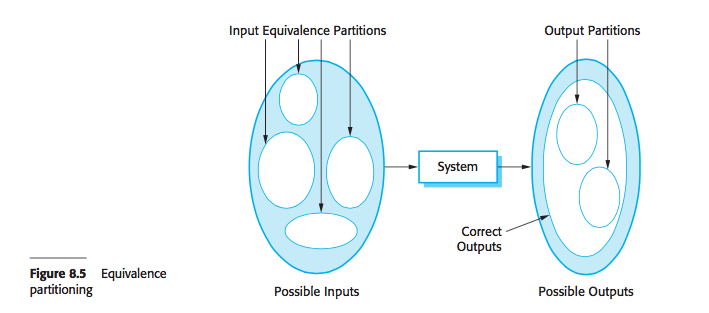 Input Equivalence Partitions
Output Partitions
System
Correct
Outputs
Figure 8.5 Equivalence
partitioning
Possible Inputs
Possible Outputs